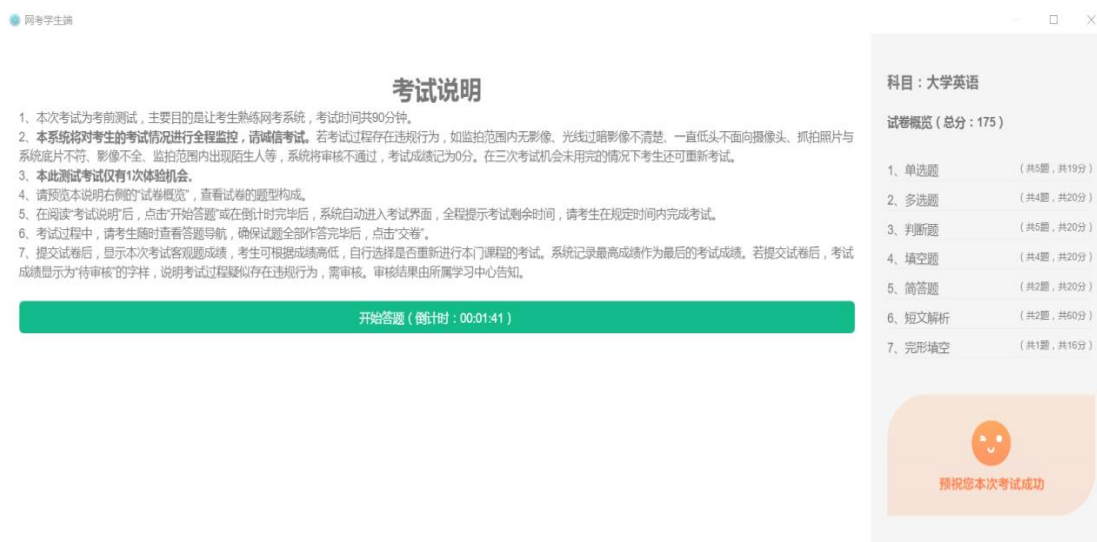 网考学生端
考试说明
1、本次考试为考前测试，主要目的是让考生熟练网考系统，考试时间共90分钟。
2、本系统将对考生的考试情况进行全程监控，请诚信考试。若考试过程存在违规行为，如监拍范围内无影像、光线过暗影像不清楚、一直低头不面向摄像头、抓拍照片与
系统底片不符、影像不全、监拍范围内出现陌生人等，系统将审核不通过，考试成绩记为0分。在三次考试机会未用完的情况下考生还可重新考试。
3、本此测试考试仅有1次体验机会。
4、请预览本说明右侧的“试卷概览”，查看试卷的题型构成。
5、在阅读“考试说明”后，点击“开始答题”或在倒计时完毕后，系统自动进入考试界面，全程提示考试剩余时间，请考生在规定时间内完成考试。
6、考试过程中，请考生随时查看答题导航，确保试题全部作答完毕后，点击“交卷”。
7、提交试卷后，显示本次考试客观题成绩，考生可根据成绩高低，自行选择是否重新进行本门课程的考试。系统记录最高成绩作为最后的考试成绩。若提交试卷后，考试
成绩显示为“待审核”的字样，说明考试过程疑似存在违规行为，需审核。审核结果由所属学习中心告知。
开始答题（倒计时：00:01:41）
科目：大学英语
试卷概览（总分：175）
1、单选题 （共5题，共19分）
2、多选题 （共4题，共20分）
3、判断题 （共5题，共20分）
4、填空题 （共4题，共20分）
5、简答题 （共2题，共20分）
6、短文解析 （共2题，共60分）
7、完形填空 （共1题，共16分）
预祝您本次考试成功